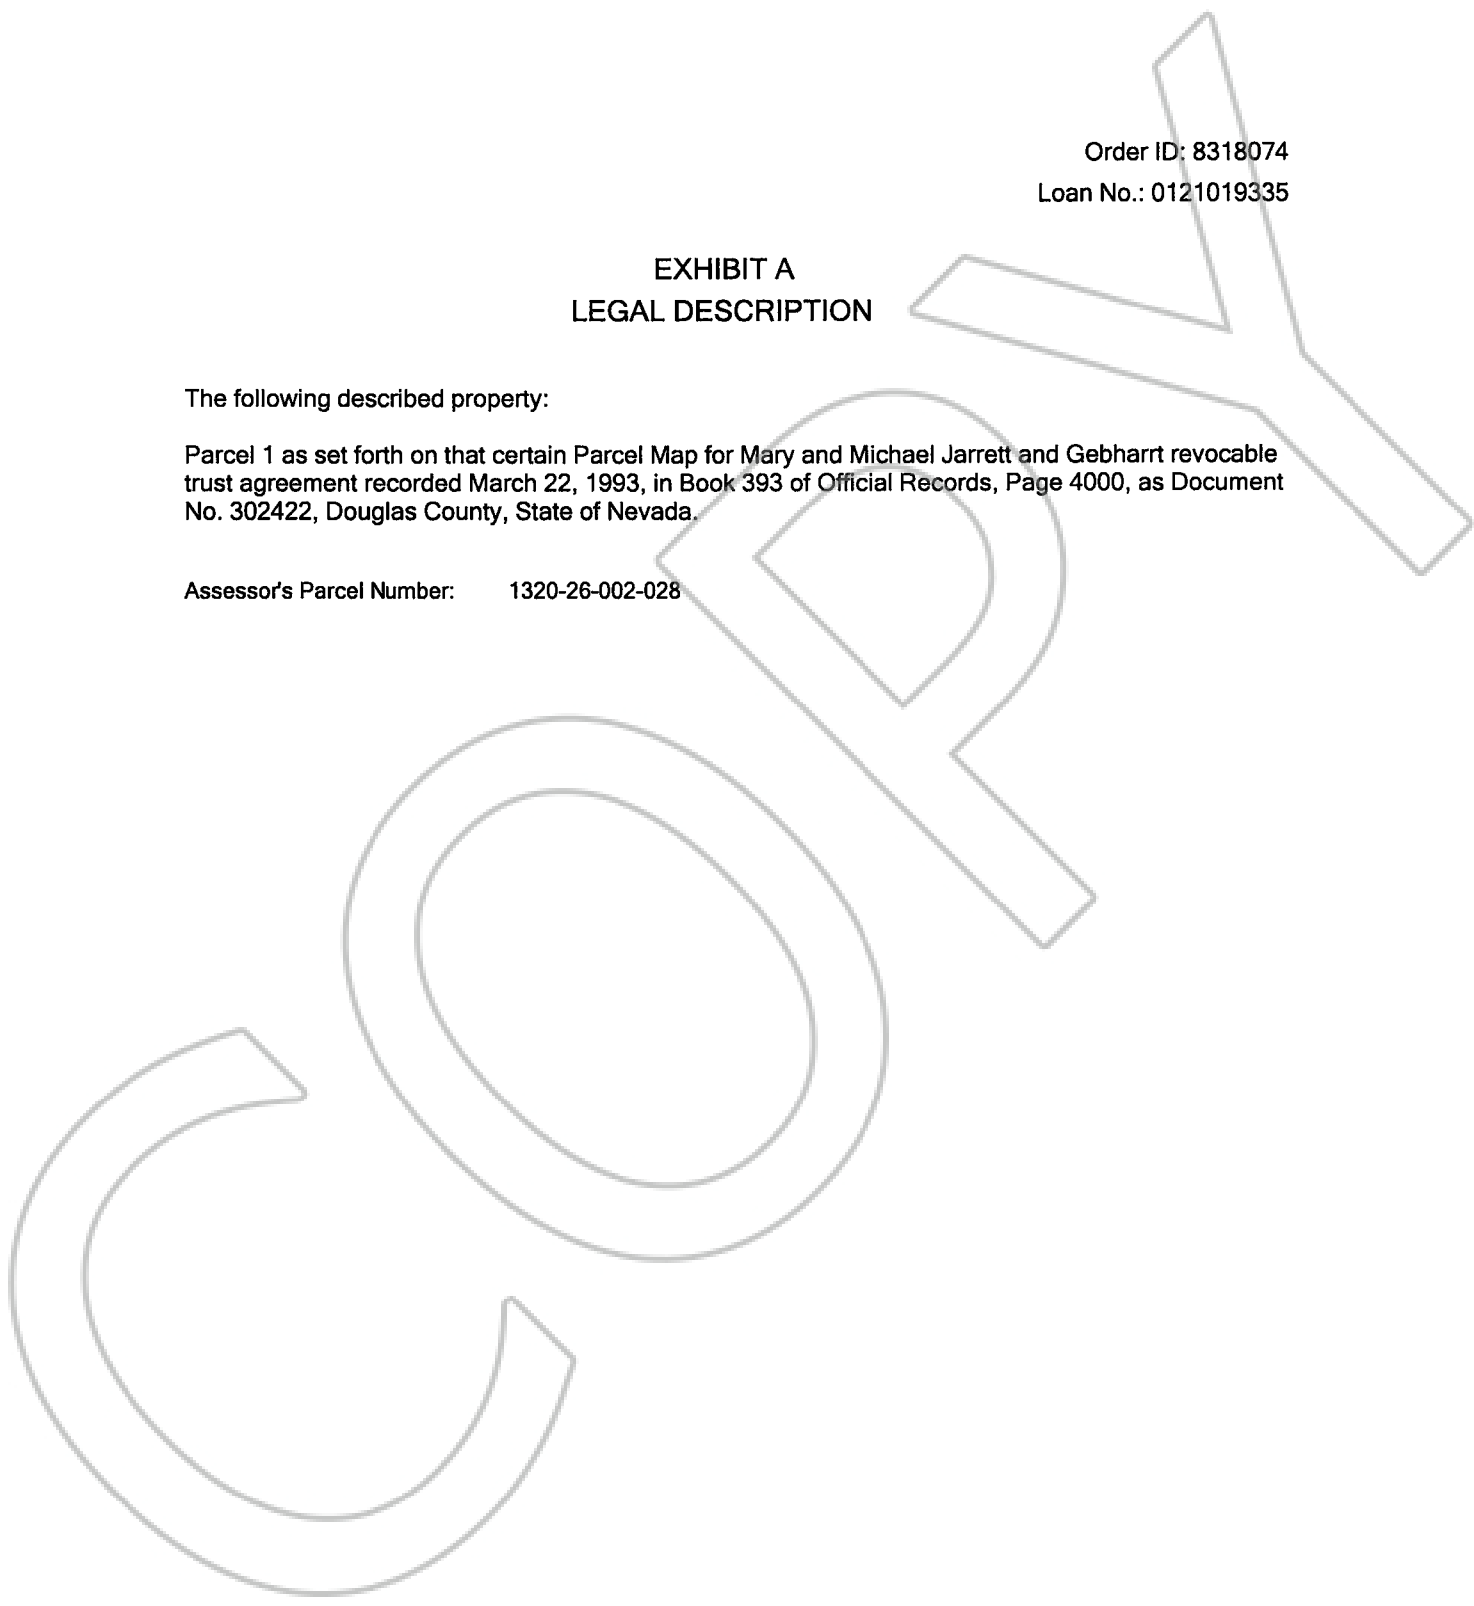 Order ID: 8318074
Loan No.: 0121019335
EXHIBIT A
LEGAL DESCRIPTION
The following described property:
Parcel 1 as set forth on that certain Parcel Map for Mary and Michael Jarrett and Gebharrt revocable
trust agreement recorded March 22, 1993, in Book 393 of Official Records, Page 4000, as Document
No. 302422, Douglas County, State of Nevada.
Assessor's Parcel Number: 1320-26-002-028
COPY